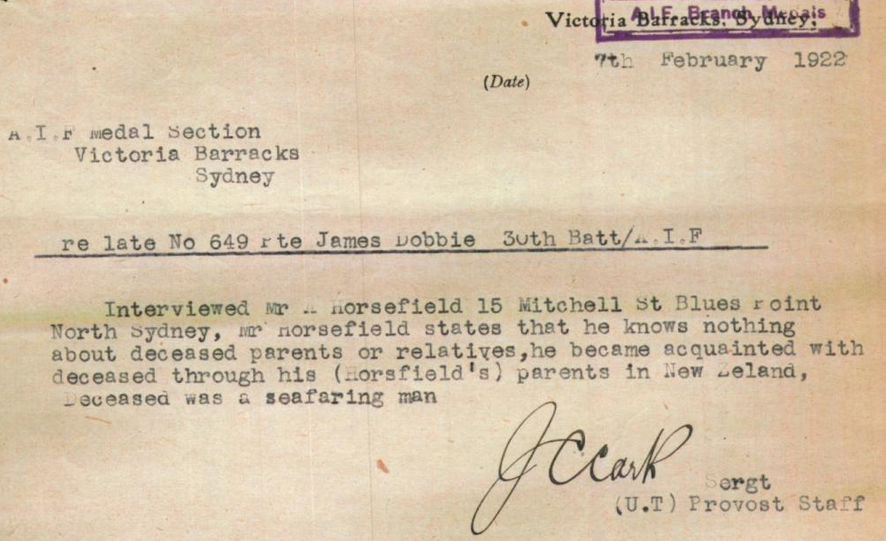 A.I.F. Branch Medals
Victoria Barracks, Sydney,
7th February 1922
(Date)
A.I.F Medal Section
Victoria Barracks
Sydney
re late No 649 Pte James Dobbie 30th Batt/A.I.F
Interviewed Mr Horsefield 15 Mitchell St Blues Point
North Sydney, Mr Horsefield states that he knows nothing
about deceased parents or relatives,he became acquainted with
deceased through his (Horsfield's) parents in New Zeland,
Deceased was a seafaring man
J C Clark
Sergt
(U.T) Provost Staff